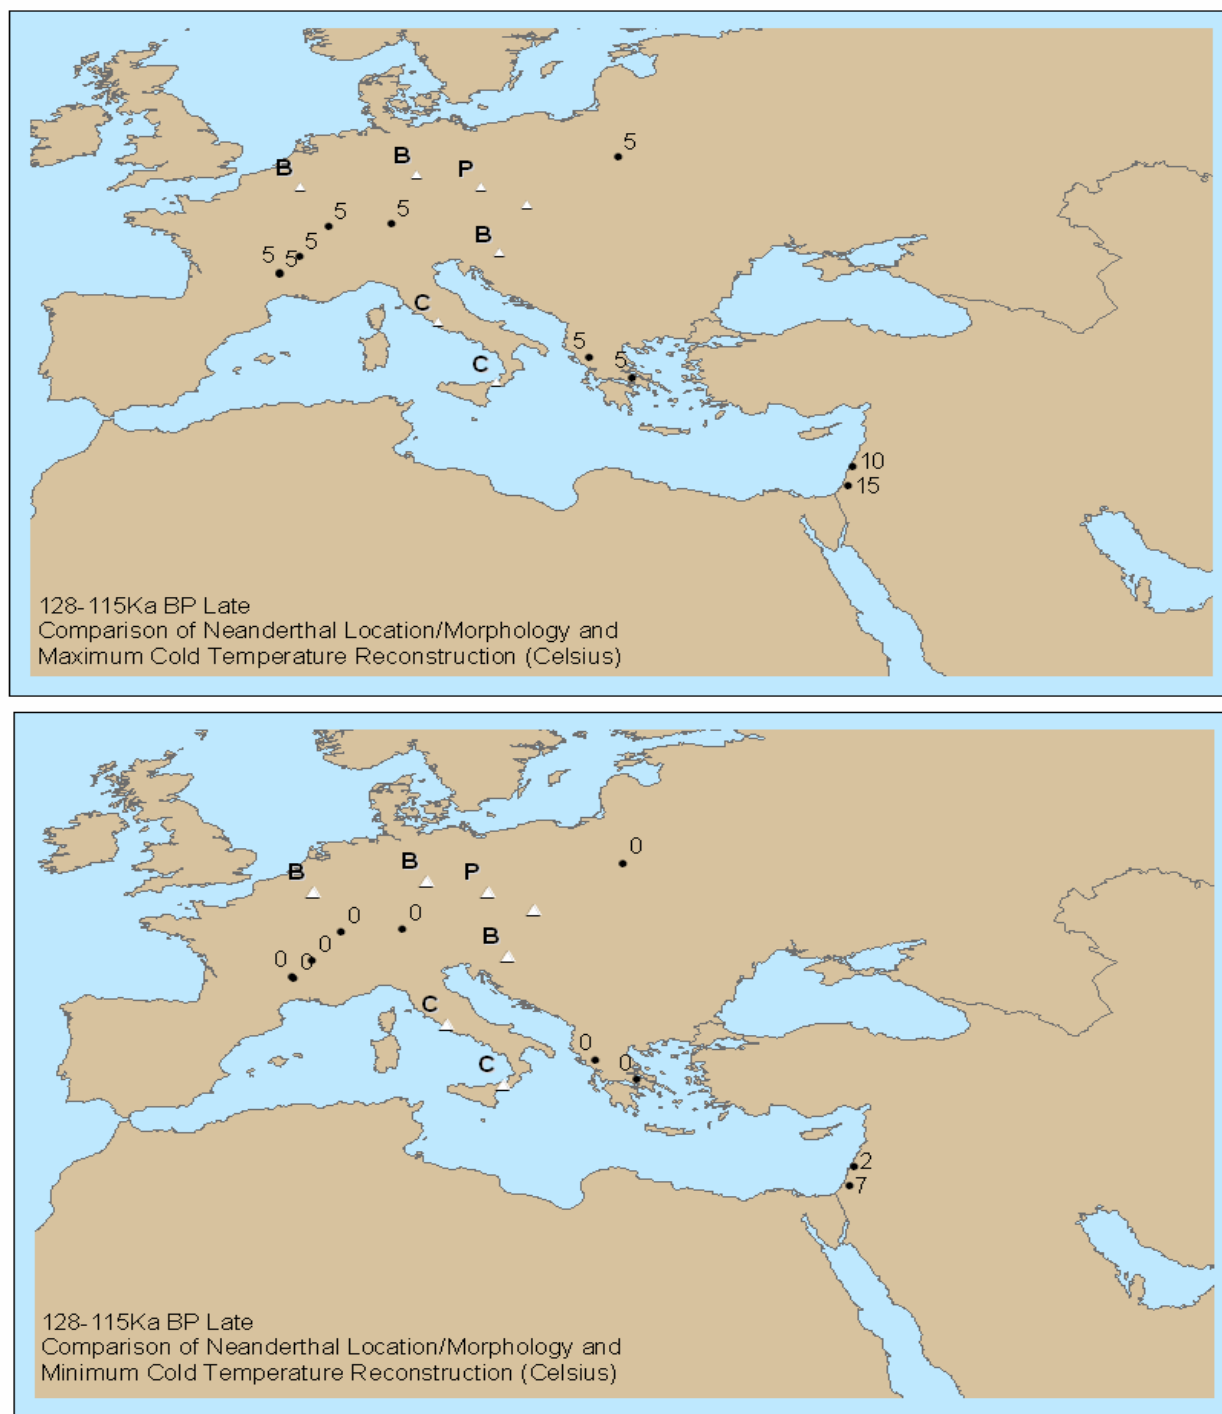 5
B
B
P
5
5
5
B
5
5
C
5
5
C
10
15
128-115Ka BP Late
Comparison of Neanderthal Location/Morphology and
Maximum Cold Temperature Reconstruction (Celsius)
0
B
B
P
0
0
B
0
0
0
C
0
0
C
2
7
128-115Ka BP Late
Comparison of Neanderthal Location/Morphology and
Minimum Cold Temperature Reconstruction (Celsius)